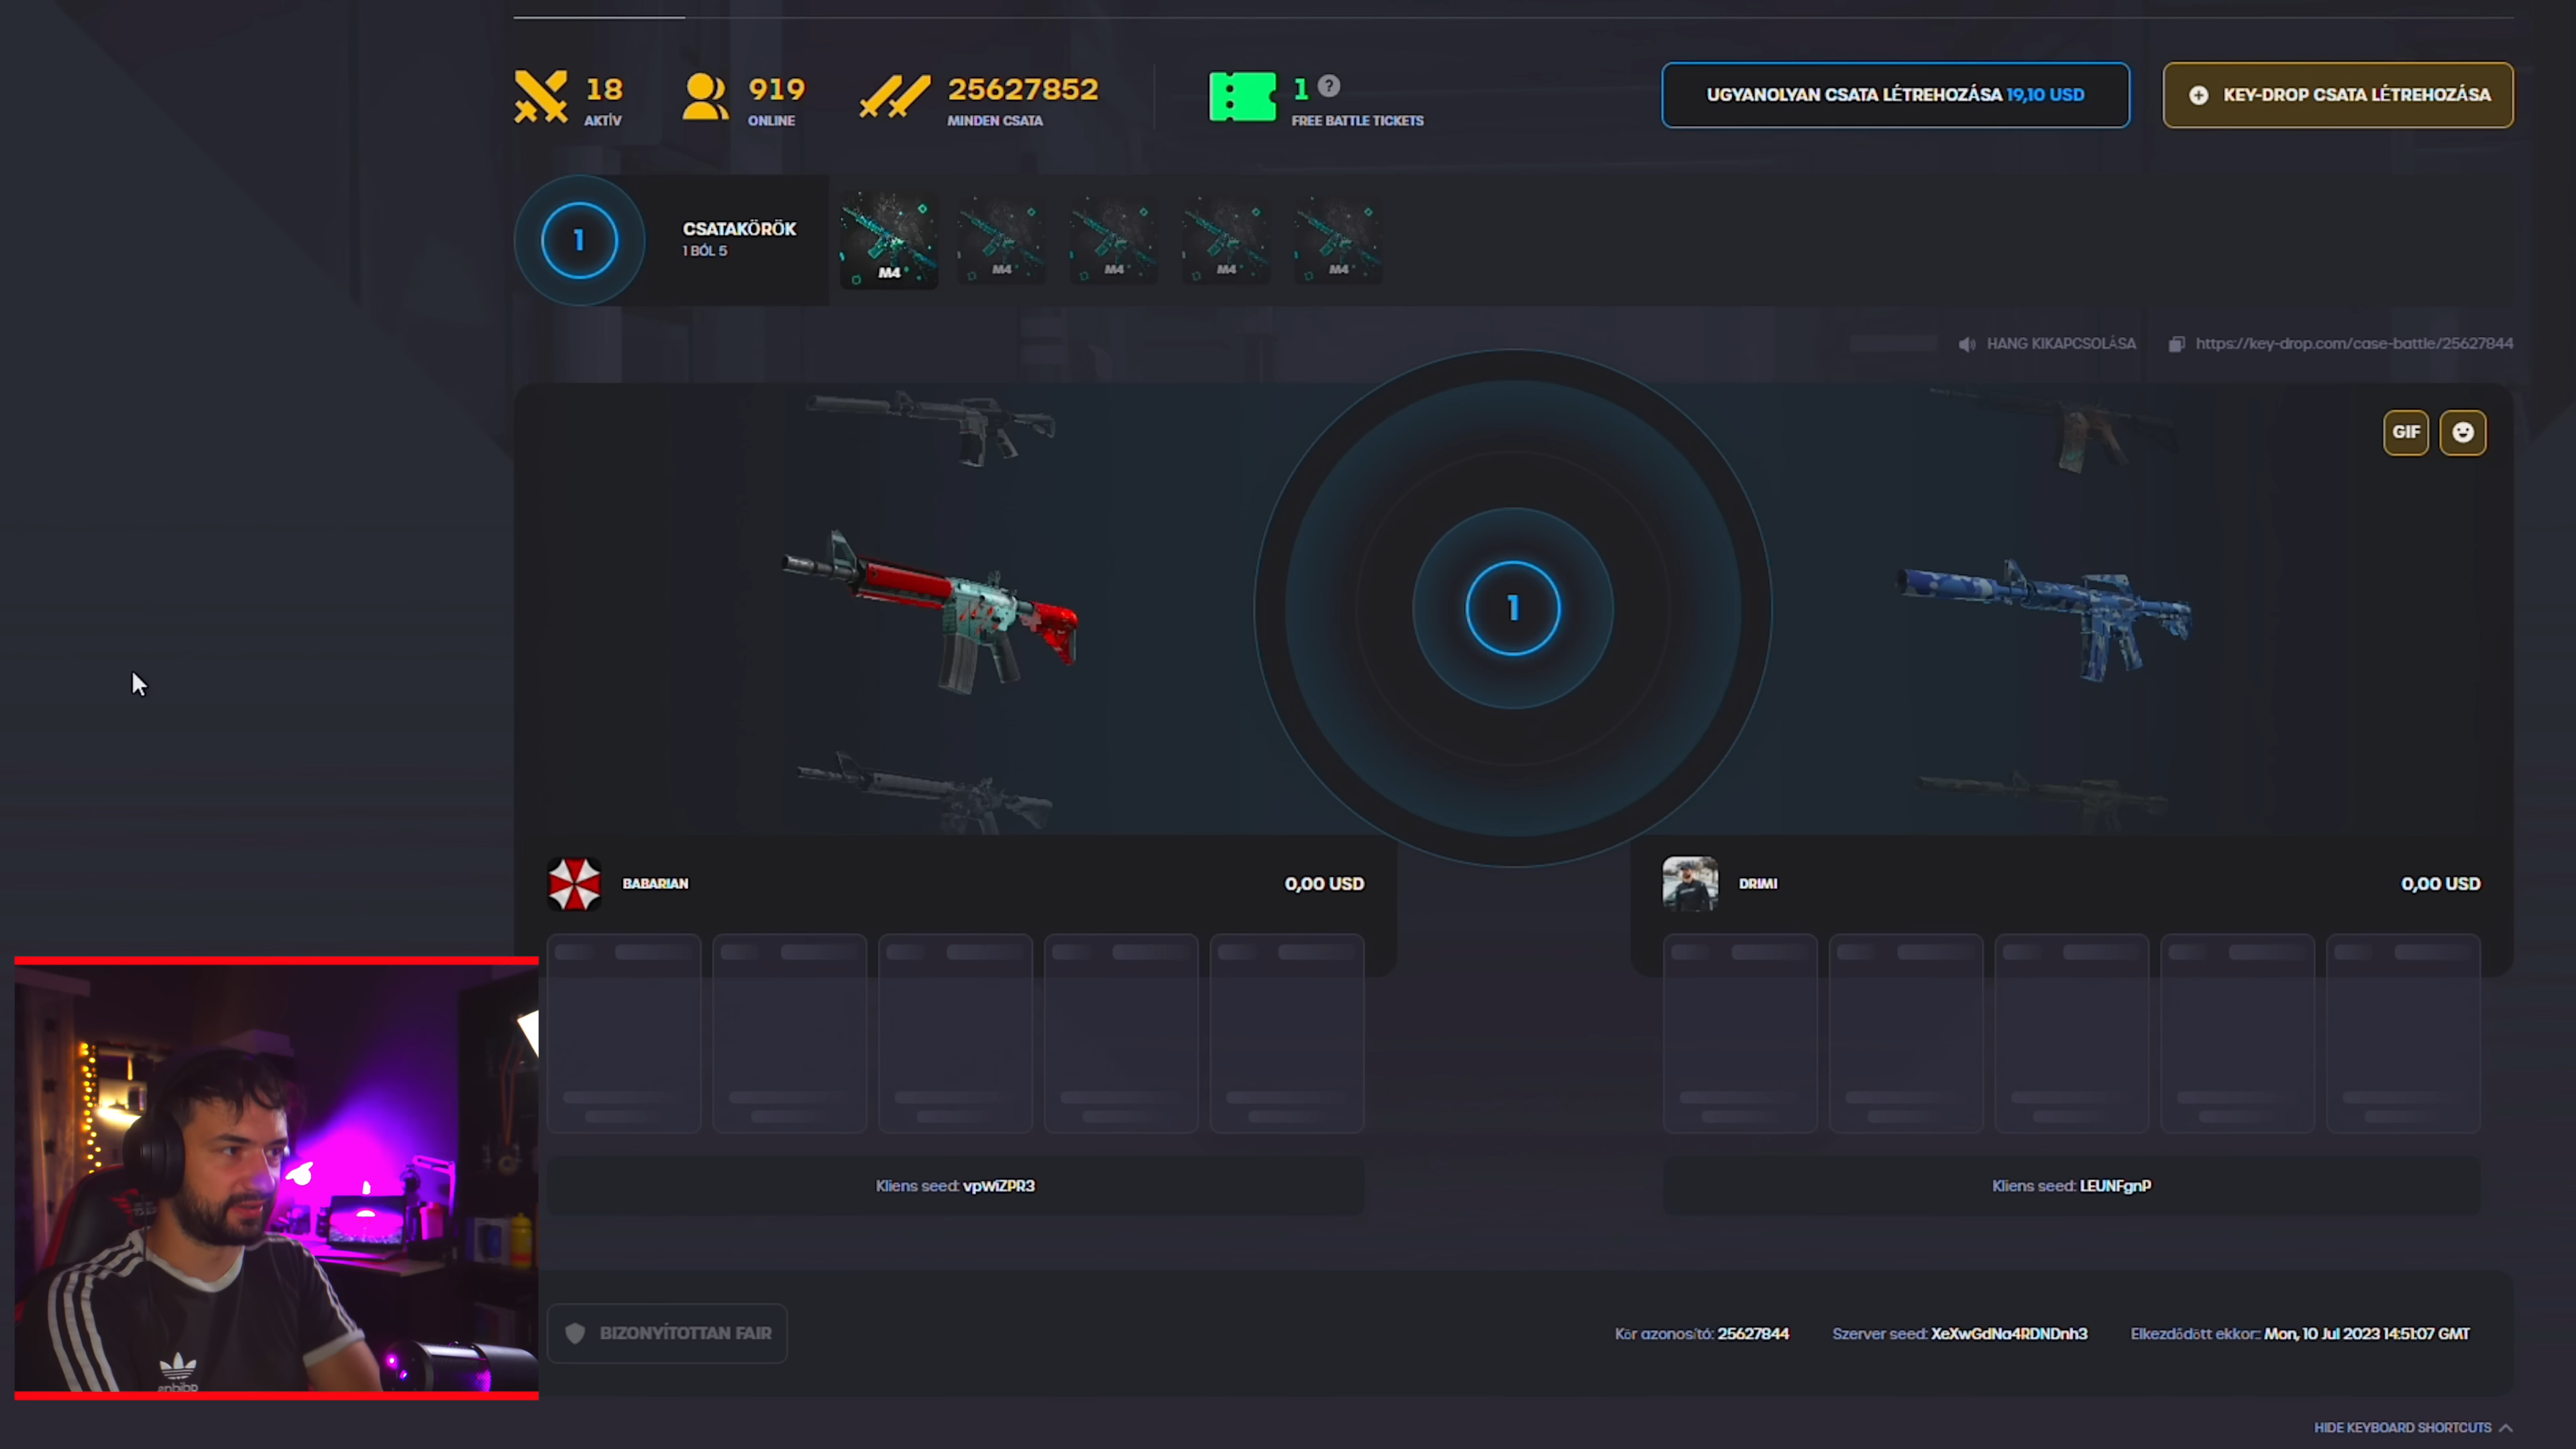 18
AKTÍV
919
ONLINE
25627852
MINDEN CSATA
1 ?
FREE BATTLE TICKETS
UGYANOLYAN CSATA LÉTREHOZÁSA 19,10 USD
KEY-DROP CSATA LÉTREHOZÁSA
1
CSATAKÖRÖK
1 BÓL 5
M4
M4
M4
M4
M4
HANG KIKAPCSOLÁSA
https://key-drop.com/case-battle/25627844
GIF
1
BABARIAN
0,00 USD
DRIMI
0,00 USD
Kliens seed: vpWiZPR3
Kliens seed: LEUNFgnP
BIZONYÍTOTTAN FAIR
Kör azonosító: 25627844
Szerver seed: XeXwGdNa4RDNDnh3
Elkezdődött ekkor:: Mon, 10 Jul 2023 14:51:07 GMT
HIDE KEYBOARD SHORTCUTS